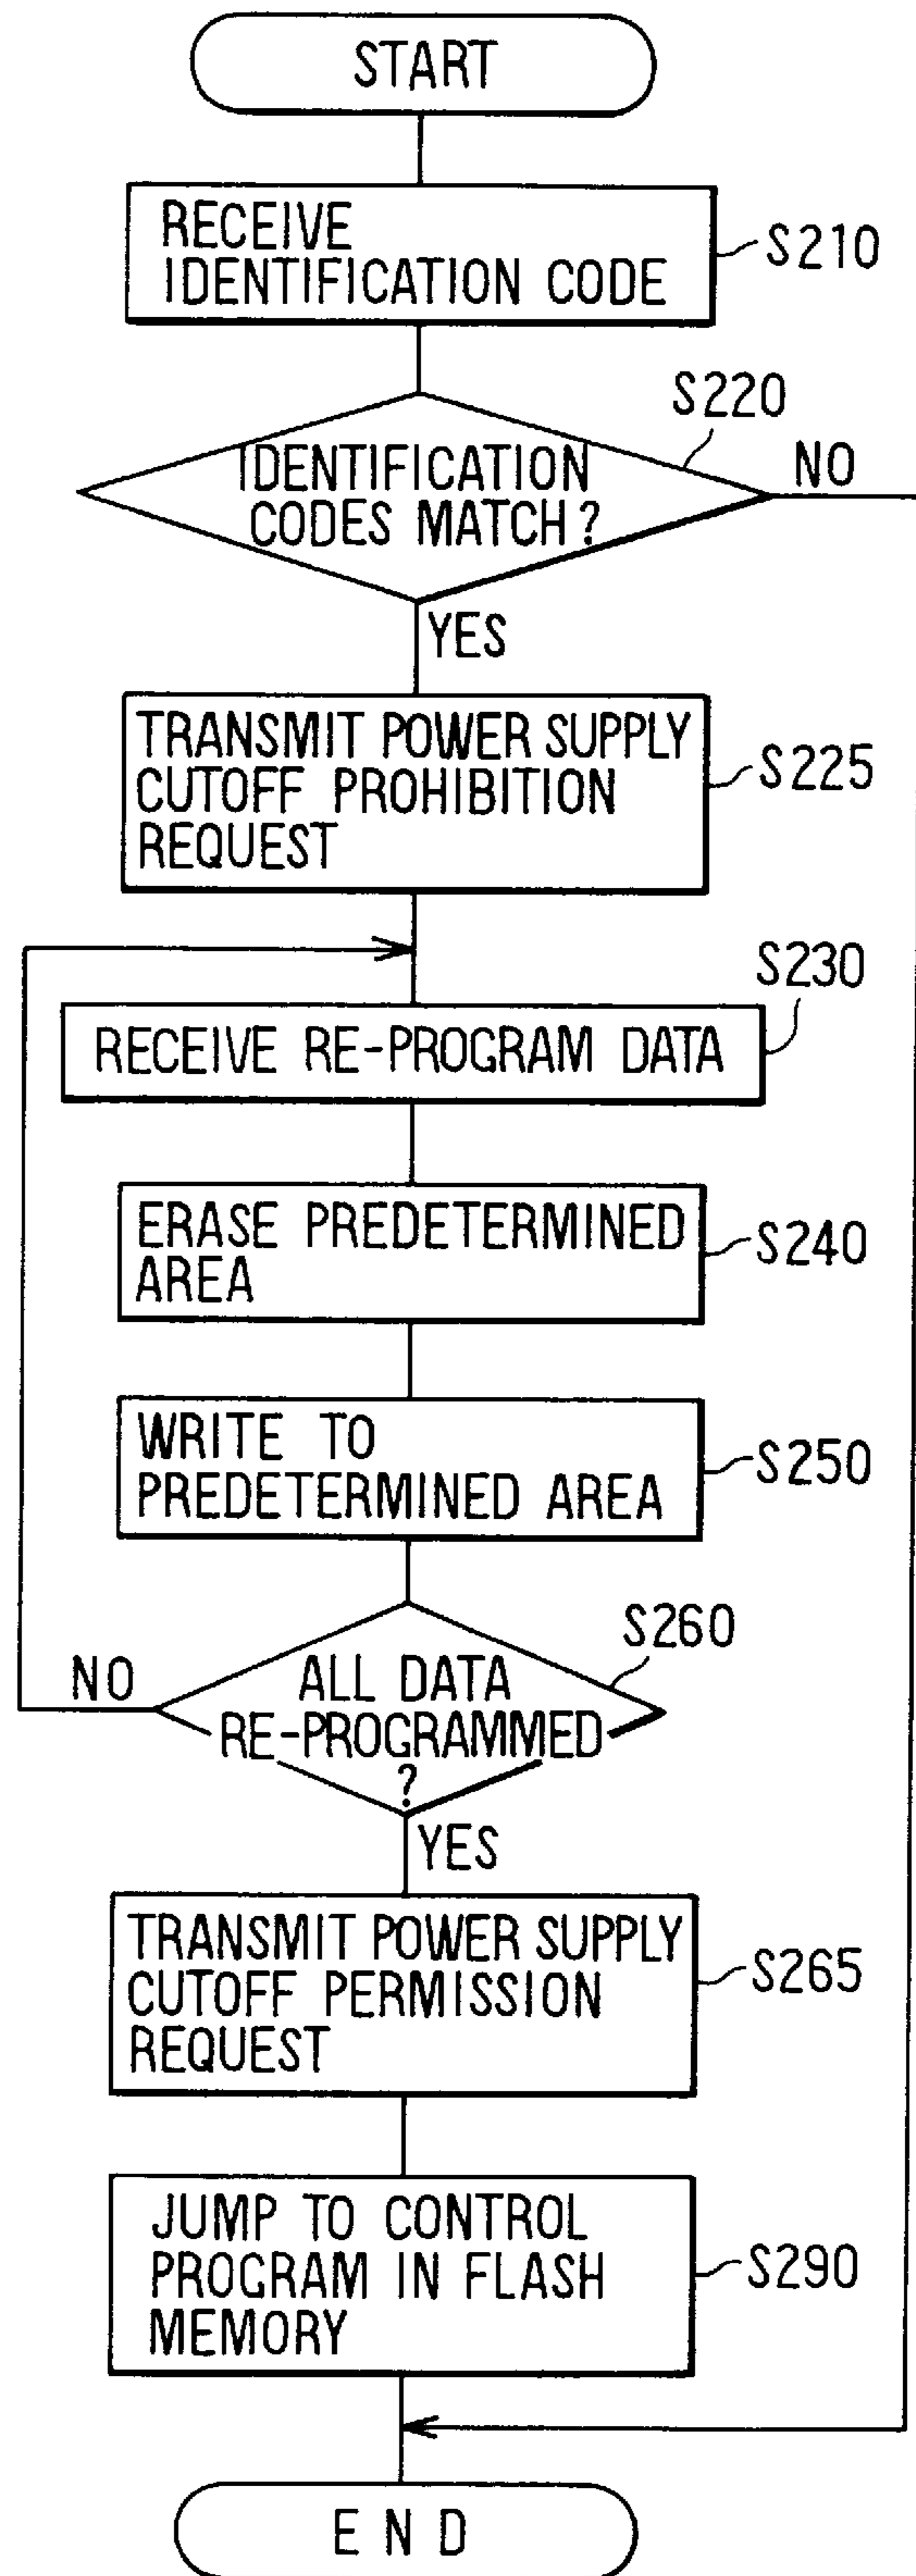 START
RECEIVE
IDENTIFICATION CODE
S210
S220
IDENTIFICATION
CODES MATCH?
NO
YES
TRANSMIT POWER SUPPLY
CUTOFF PROHIBITION
REQUEST
S225
S230
RECEIVE RE-PROGRAM DATA
ERASE PREDETERMINED
AREA
S240
WRITE TO
PREDETERMINED AREA
S250
S260
ALL DATA
RE-PROGRAMMED
?
NO
YES
TRANSMIT POWER SUPPLY
CUTOFF PERMISSION
REQUEST
S265
JUMP TO CONTROL
PROGRAM IN FLASH
MEMORY
S290
END